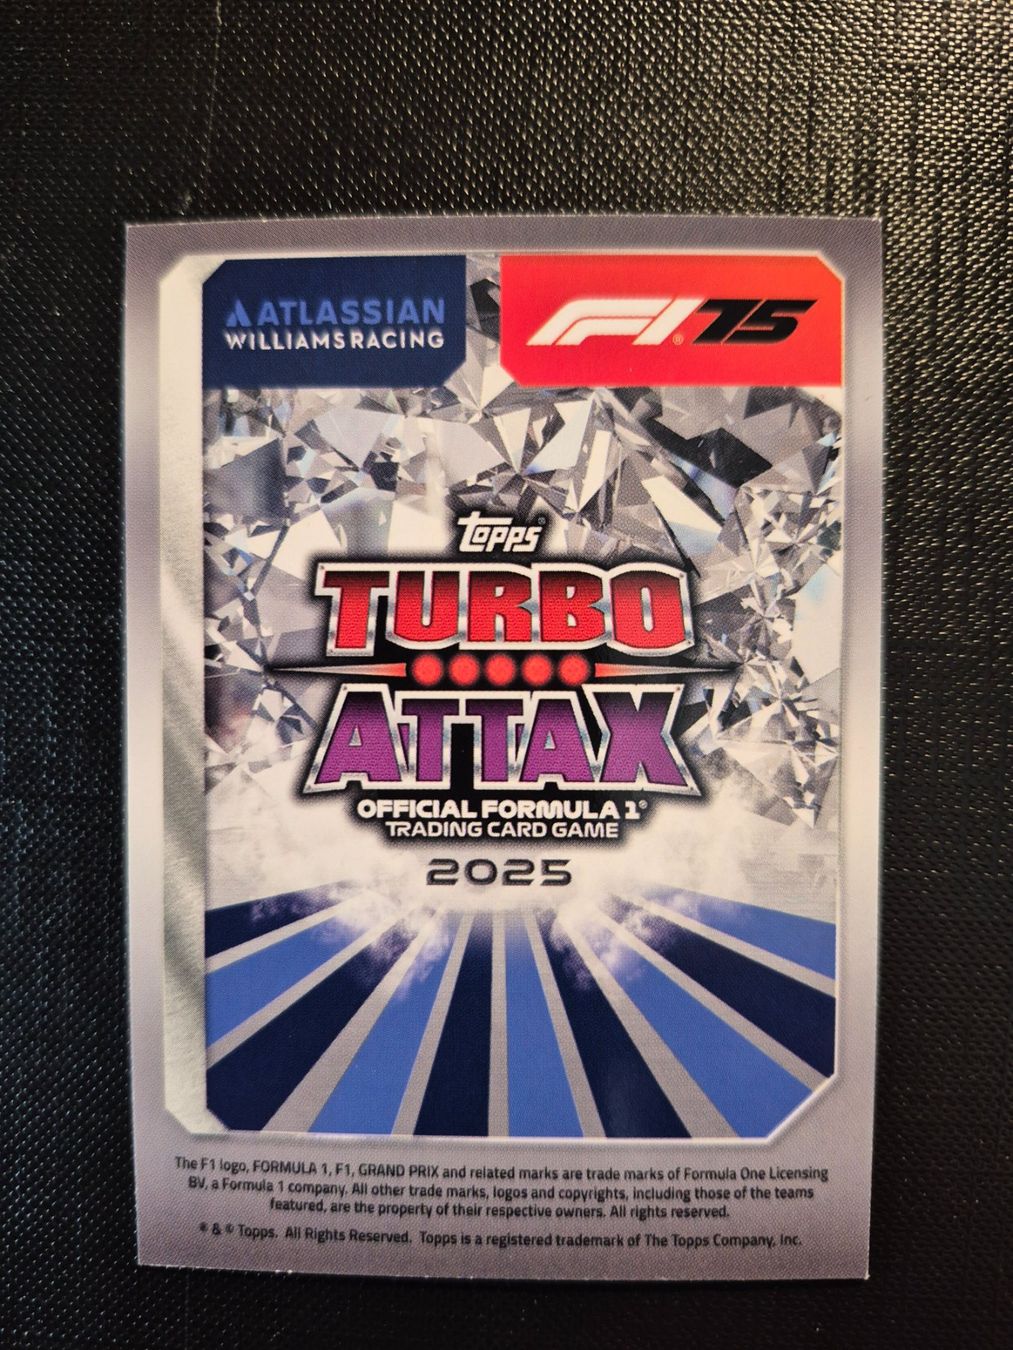 ATLASSIAN
WILLIAMS RACING
F1® 75
topps®
TURBO
ATTAX
OFFICIAL FORMULA 1®
TRADING CARD GAME
2025
The F1 logo, FORMULA 1, F1, GRAND PRIX and related marks are trade marks of Formula One Licensing
BV, a Formula 1 company. All other trade marks, logos and copyrights, including those of the teams
featured, are the property of their respective owners. All rights reserved.
® & © Topps. All Rights Reserved. Topps is a registered trademark of The Topps Company, Inc.